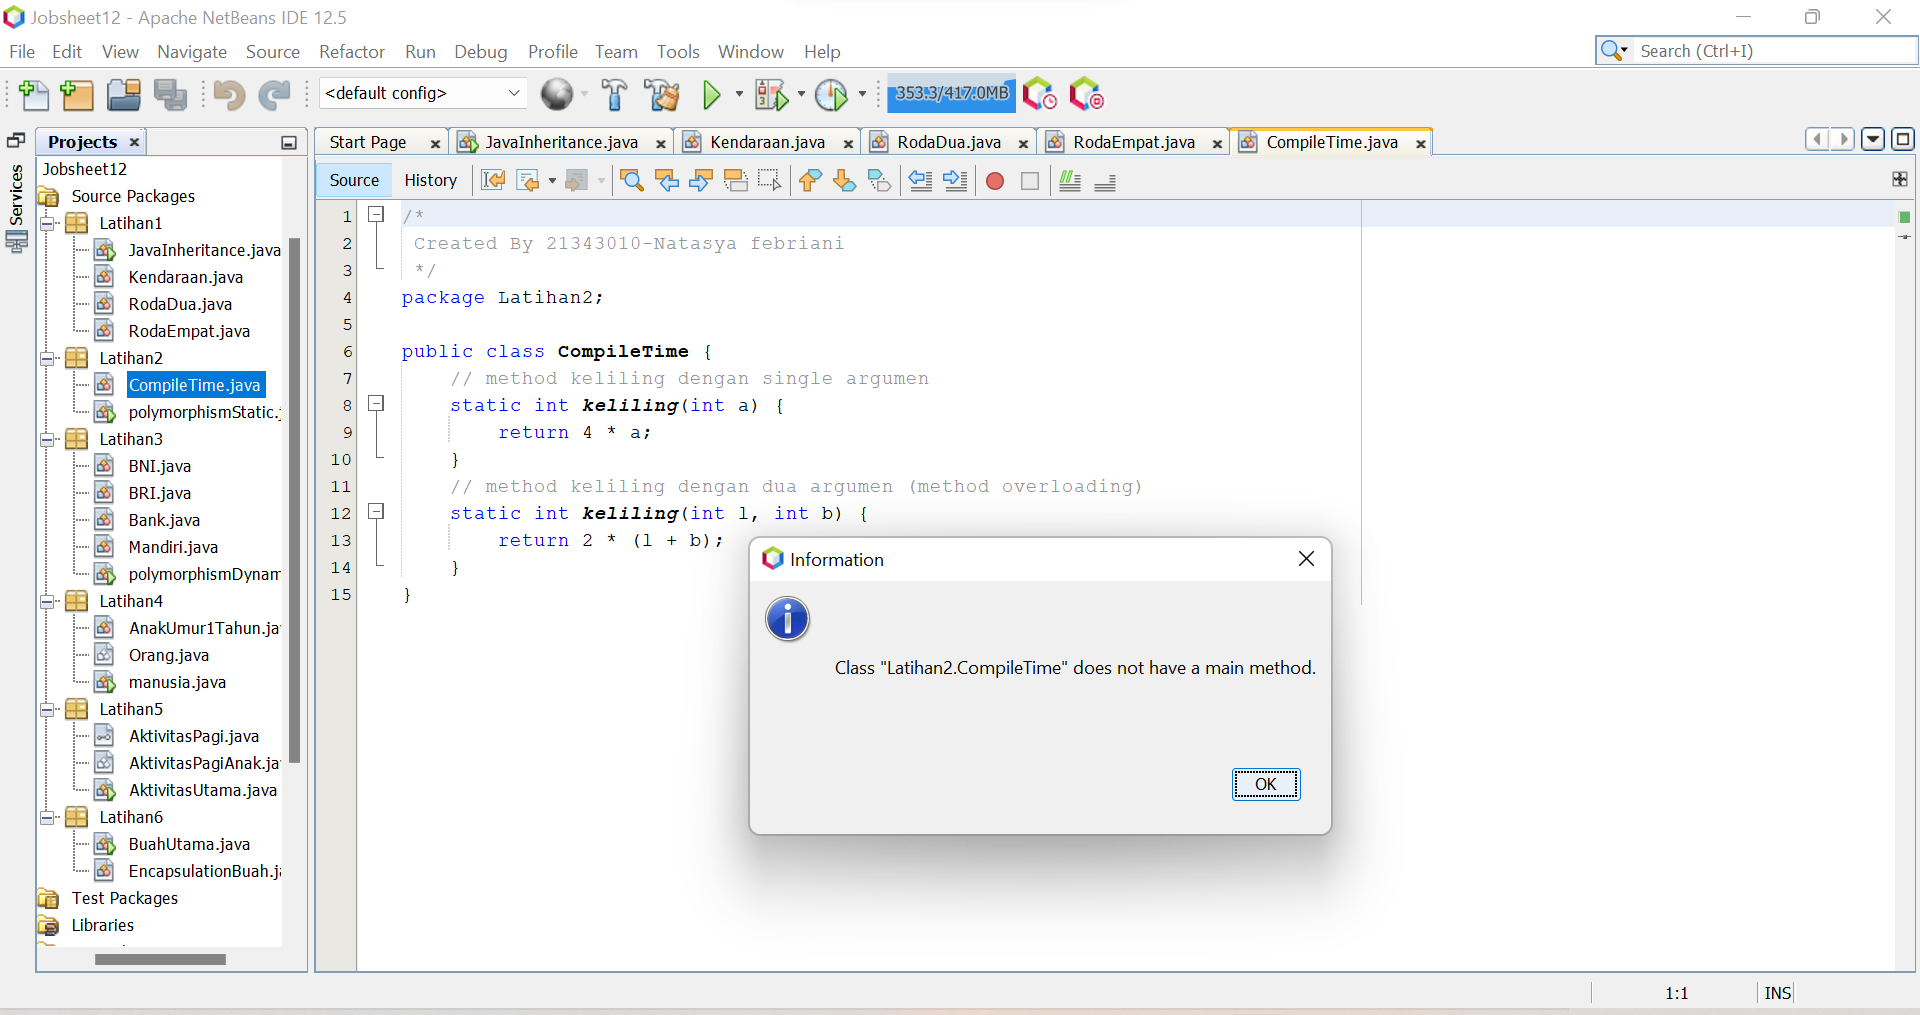 Jobsheet12 - Apache NetBeans IDE 12.5
File Edit View Navigate Source Refactor Run Debug Profile Team Tools Window Help
Search (Ctrl+I)
<default config>
353.3/417.0MB
Services
Projects
Start Page JavaInheritance.java Kendaraan.java RodaDua.java RodaEmpat.java CompileTime.java
Source History
Jobsheet12
Source Packages
Latihan1
JavaInheritance.java
Kendaraan.java
RodaDua.java
RodaEmpat.java
Latihan2
CompileTime.java
polymorphismStatic.j
Latihan3
BNI.java
BRI.java
Bank.java
Mandiri.java
polymorphismDynam
Latihan4
AnakUmur1Tahun.ja
Orang.java
manusia.java
Latihan5
AktivitasPagi.java
AktivitasPagiAnak.ja
AktivitasUtama.java
Latihan6
BuahUtama.java
EncapsulationBuah.j
Test Packages
Libraries
1 /*
2 Created By 21343010-Natasya febriani
3 */
4 package Latihan2;
5
6 public class CompileTime {
7 // method keliling dengan single argumen
8 static int keliling(int a) {
9 return 4 * a;
10 }
11 // method keliling dengan dua argumen (method overloading)
12 static int keliling(int l, int b) {
13 return 2 * (l + b);
14 }
15 }
Information
Class "Latihan2.CompileTime" does not have a main method.
OK
1:1 INS